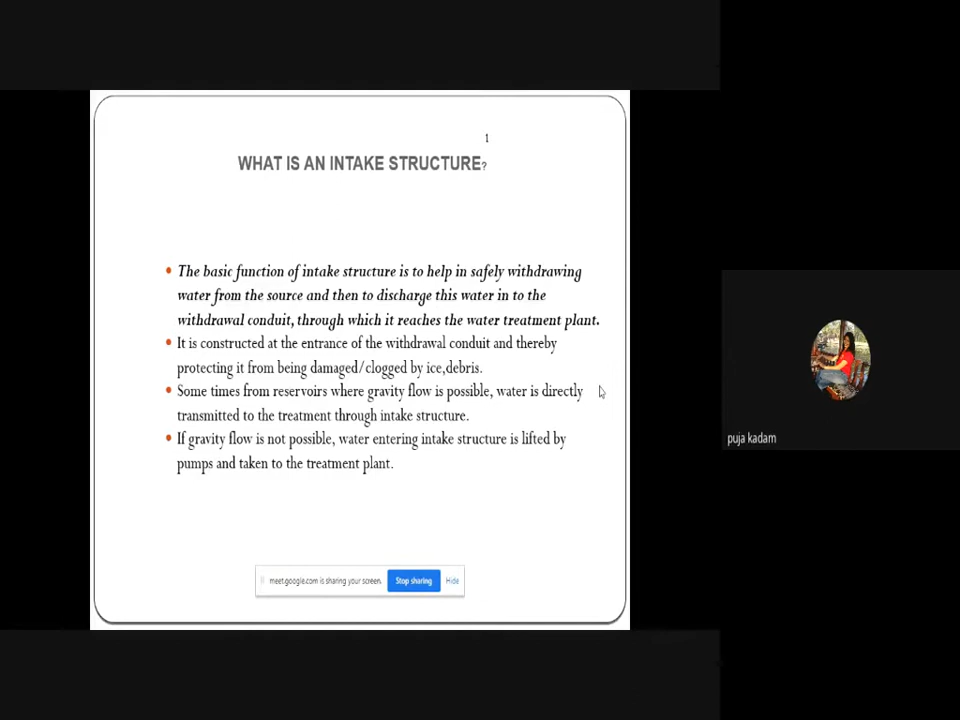 1
WHAT IS AN INTAKE STRUCTURE?
• The basic function of intake structure is to help in safely withdrawing
water from the source and then to discharge this water in to the
withdrawal conduit, through which it reaches the water treatment plant.
• It is constructed at the entrance of the withdrawal conduit and thereby
protecting it from being damaged/clogged by ice,debris.
• Some times from reservoirs where gravity flow is possible, water is directly
transmitted to the treatment through intake structure.
• If gravity flow is not possible, water entering intake structure is lifted by
pumps and taken to the treatment plant.
meet.google.com is sharing your screen. Stop sharing Hide
puja kadam